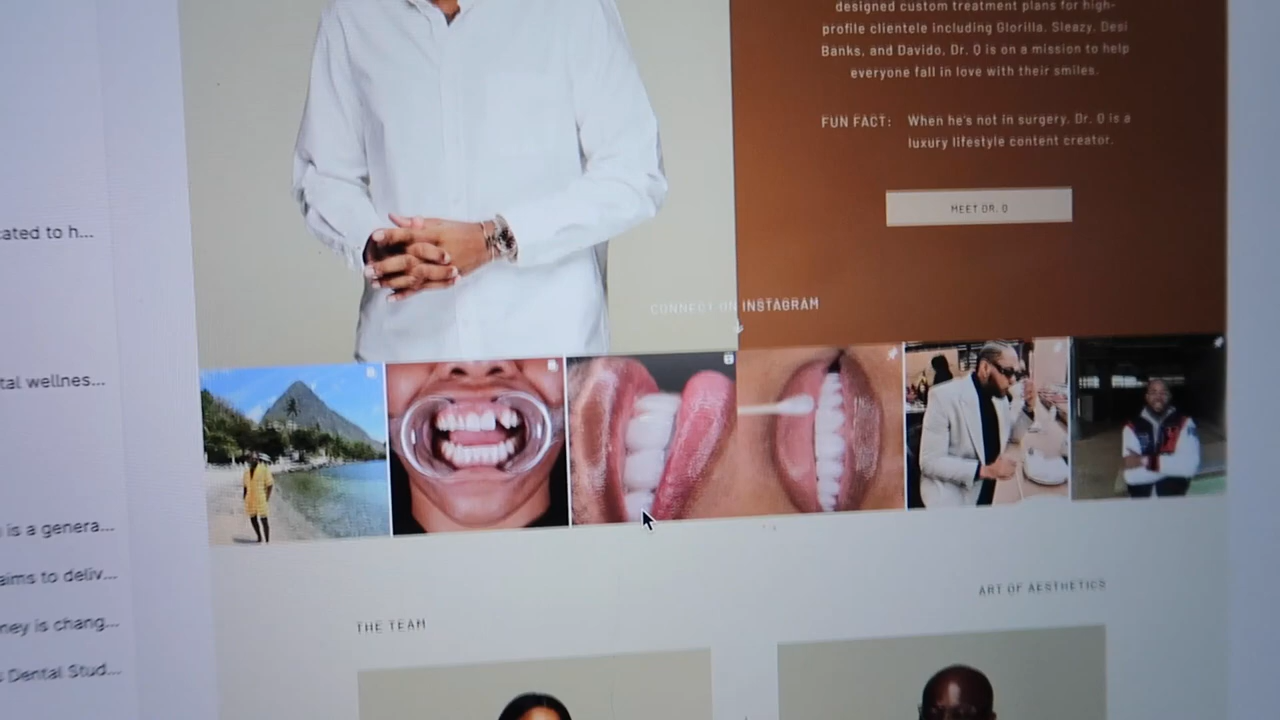 designed custom treatment plans for high-
profile clientele including Glorilla, Sleazy, Desi
Banks, and Davido, Dr. Q is on a mission to help
everyone fall in love with their smiles.
FUN FACT: When he's not in surgery, Dr. Q is a
luxury lifestyle content creator.
MEET DR. Q
cated to h...
CONNECT ON INSTAGRAM
tal wellnes...
n is a genera...
aims to deliv...
ney is chang...
s Dental Stud...
ART OF AESTHETICS
THE TEAM